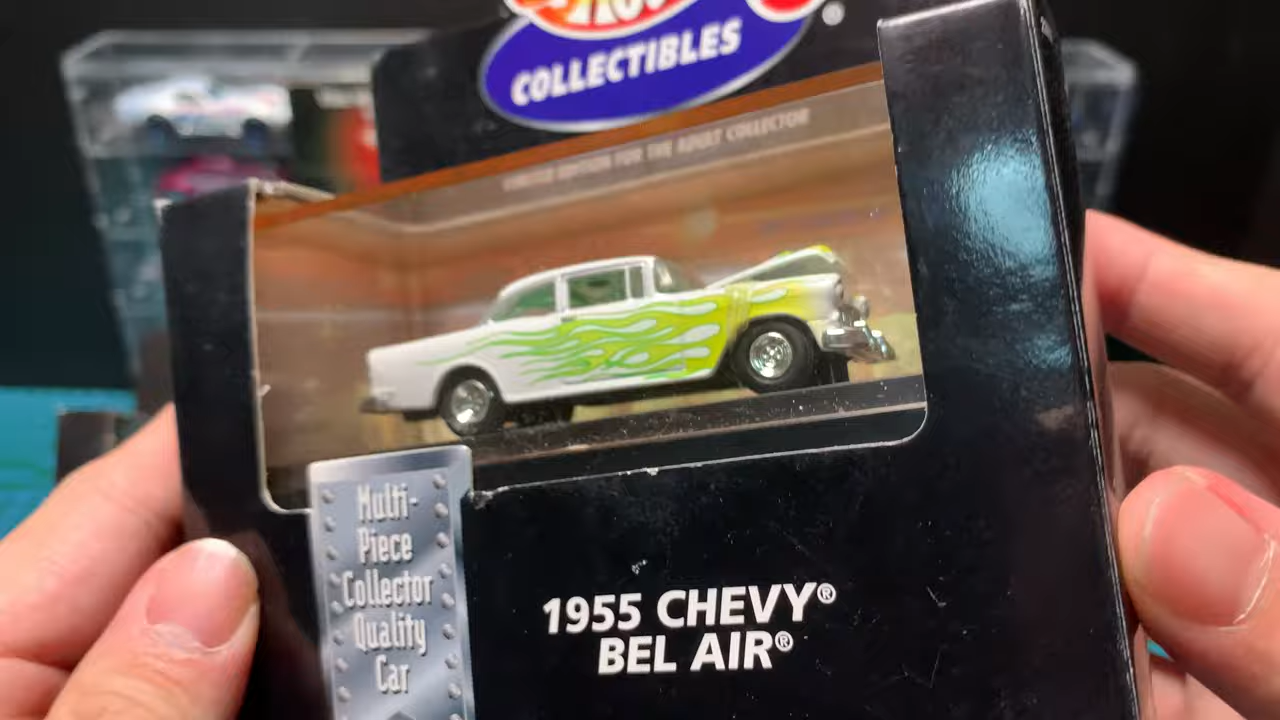 COLLECTIBLES
®
LIMITED EDITION FOR THE ADULT COLLECTOR
Multi-
Piece
Collector
Quality
Car
1955 CHEVY®
BEL AIR®